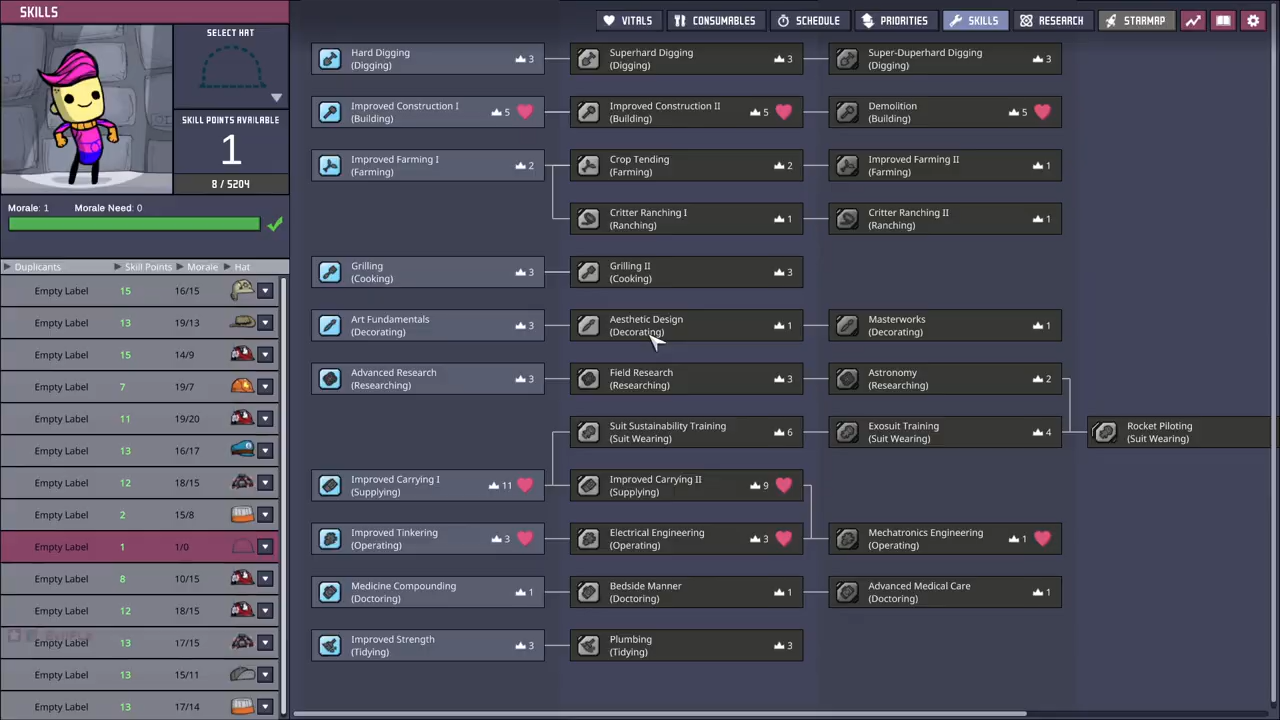 SKILLS
VITALS
CONSUMABLES
SCHEDULE
PRIORITIES
SKILLS
RESEARCH
STARMAP
SELECT HAT
SKILL POINTS AVAILABLE
1
8 / 5204
Morale: 1
Morale Need: 0
Duplicants Skill Points Morale Hat
Empty Label 15 16/15
Empty Label 13 19/13
Empty Label 15 14/9
Empty Label 7 19/7
Empty Label 11 19/20
Empty Label 13 16/17
Empty Label 12 18/15
Empty Label 2 15/8
Empty Label 1 1/0
Empty Label 8 10/15
Empty Label 12 18/15
Empty Label 13 17/15
Empty Label 13 15/11
Empty Label 13 17/14
Hard Digging
(Digging)
3
Superhard Digging
(Digging)
3
Super-Duperhard Digging
(Digging)
3
Improved Construction I
(Building)
5
Improved Construction II
(Building)
5
Demolition
(Building)
5
Improved Farming I
(Farming)
2
Crop Tending
(Farming)
2
Improved Farming II
(Farming)
1
Critter Ranching I
(Ranching)
1
Critter Ranching II
(Ranching)
1
Grilling
(Cooking)
3
Grilling II
(Cooking)
3
Art Fundamentals
(Decorating)
3
Aesthetic Design
(Decorating)
1
Masterworks
(Decorating)
1
Advanced Research
(Researching)
3
Field Research
(Researching)
3
Astronomy
(Researching)
2
Suit Sustainability Training
(Suit Wearing)
6
Exosuit Training
(Suit Wearing)
4
Rocket Piloting
(Suit Wearing)
Improved Carrying I
(Supplying)
11
Improved Carrying II
(Supplying)
9
Improved Tinkering
(Operating)
3
Electrical Engineering
(Operating)
3
Mechatronics Engineering
(Operating)
1
Medicine Compounding
(Doctoring)
1
Bedside Manner
(Doctoring)
1
Advanced Medical Care
(Doctoring)
1
Improved Strength
(Tidying)
3
Plumbing
(Tidying)
3